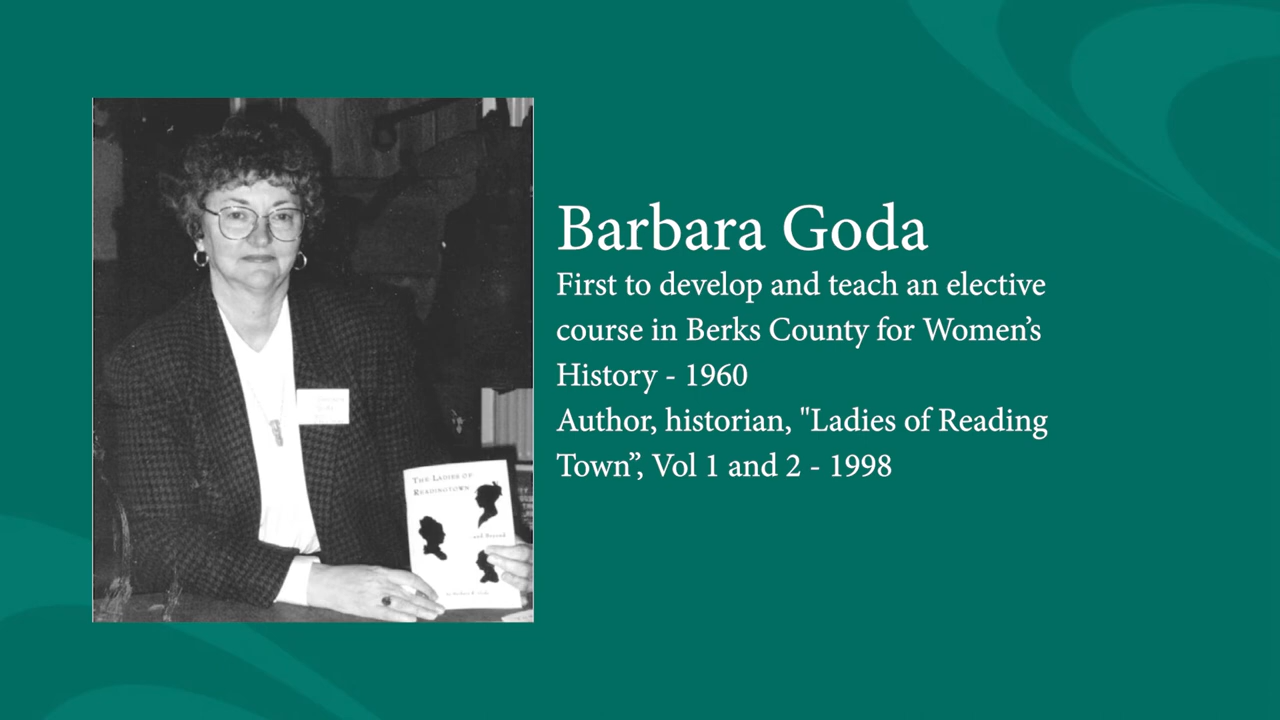 Barbara Goda
First to develop and teach an elective
course in Berks County for Women’s
History - 1960
Author, historian, "Ladies of Reading
Town”, Vol 1 and 2 - 1998
THE LADIES OF
READINGTOWN